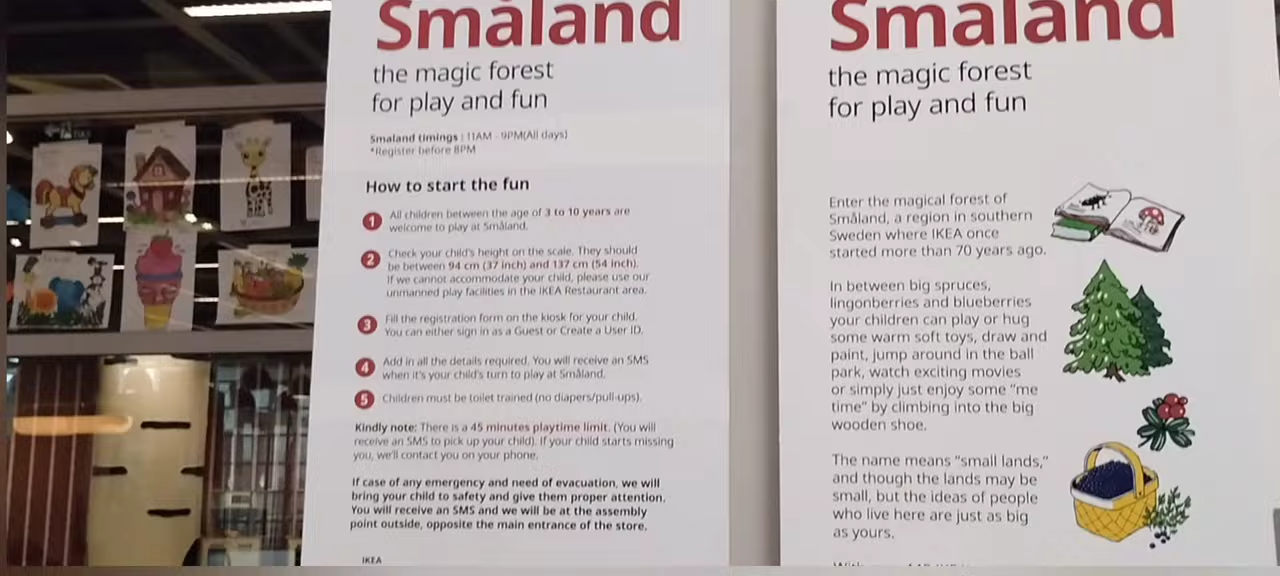 Småland
the magic forest
for play and fun
Smaland timings : 11AM - 9PM(All days)
*Register before 8PM
How to start the fun
1 All children between the age of 3 to 10 years are
welcome to play at Småland.
2 Check your child's height on the scale. They should
be between 94 cm (37 inch) and 137 cm (54 inch).
If we cannot accommodate your child, please use our
unmanned play facilities in the IKEA Restaurant area.
3 Fill the registration form on the kiosk for your child.
You can either sign in as a Guest or Create a User ID.
4 Add in all the details required. You will receive an SMS
when it's your child's turn to play at Småland.
5 Children must be toilet trained (no diapers/pull-ups).
Kindly note: There is a 45 minutes playtime limit. (You will
receive an SMS to pick up your child). If your child starts missing
you, we'll contact you on your phone.
If case of any emergency and need of evacuation, we will
bring your child to safety and give them proper attention.
You will receive an SMS and we will be at the assembly
point outside, opposite the main entrance of the store.
IKEA
Småland
the magic forest
for play and fun
Enter the magical forest of
Småland, a region in southern
Sweden where IKEA once
started more than 70 years ago.
In between big spruces,
lingonberries and blueberries
your children can play or hug
some warm soft toys, draw and
paint, jump around in the ball
park, watch exciting movies
or simply just enjoy some "me
time" by climbing into the big
wooden shoe.
The name means "small lands,"
and though the lands may be
small, but the ideas of people
who live here are just as big
as yours.